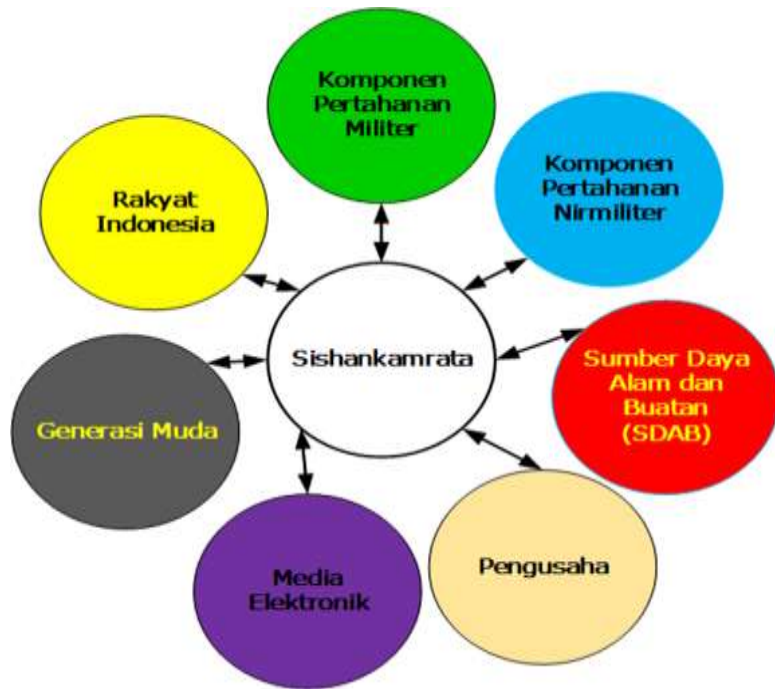 Komponen
Pertahanan
Militer
Komponen
Pertahanan
Nirmiliter
Rakyat
Indonesia
Sishankamrata
Sumber Daya
Alam dan
Buatan
(SDAB)
Generasi Muda
Pengusaha
Media
Elektronik